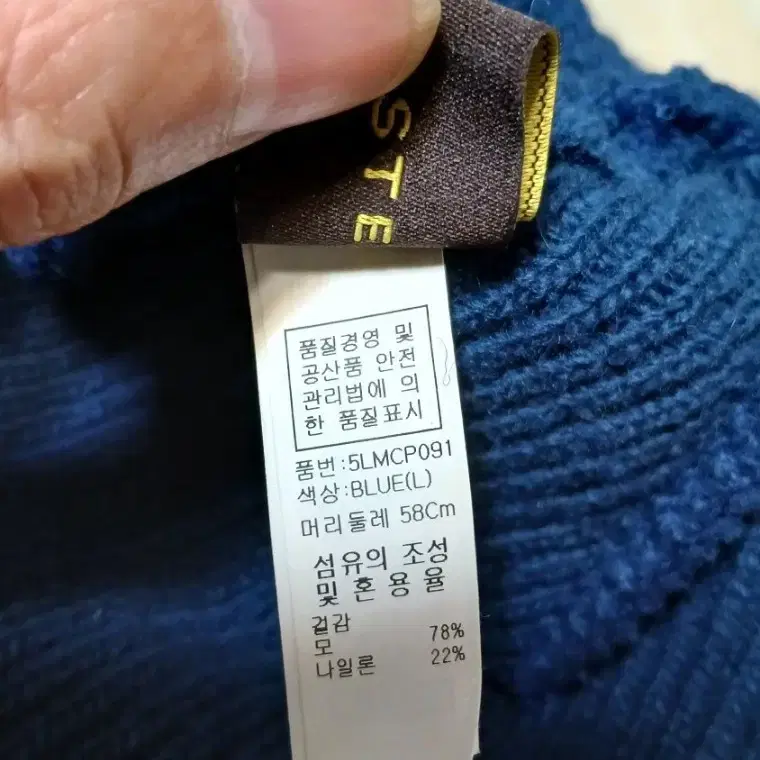 STE
품질경영 및
공산품 안전
관리법에 의
한 품질표시
품번:5LMCP091
색상:BLUE(L)
머리둘레 58Cm
섬유의 조성
및 혼용율
겉감
모 78%
나일론 22%